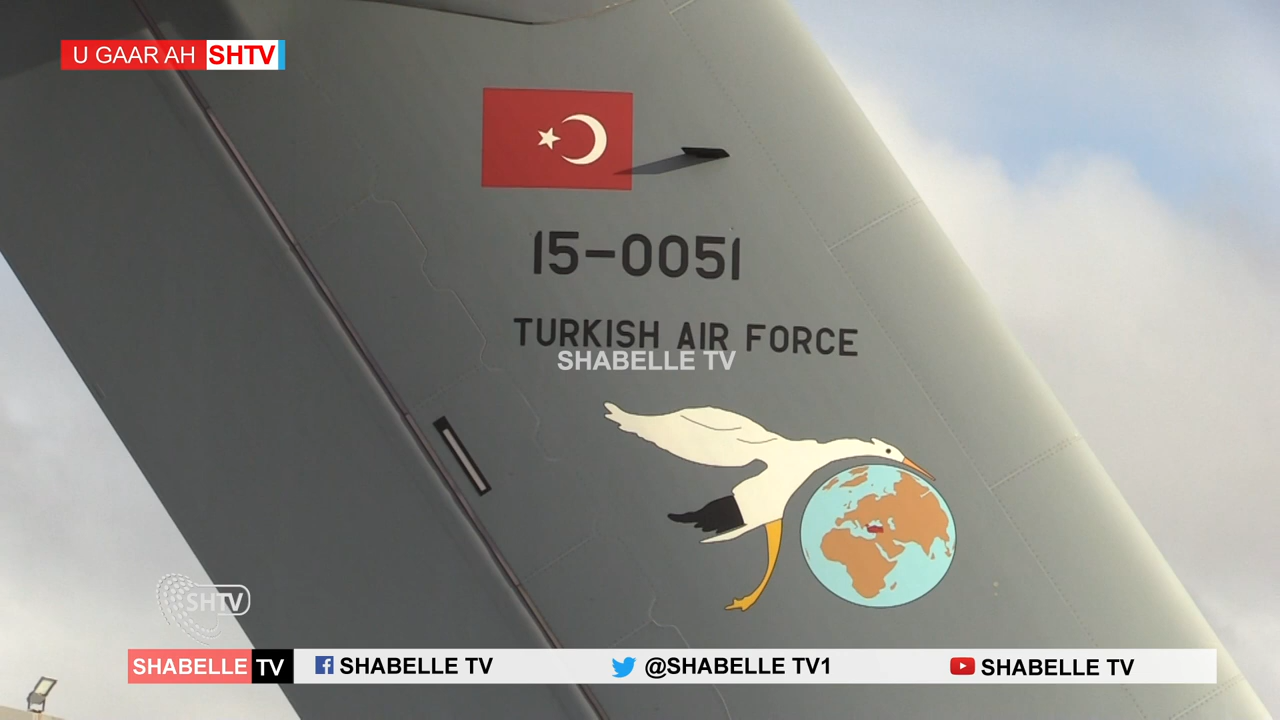 U GAAR AH SHTV
15-0051
TURKISH AIR FORCE
SHABELLE TV
SHTV
SHABELLE TV
SHABELLE TV
@SHABELLE TV1
SHABELLE TV